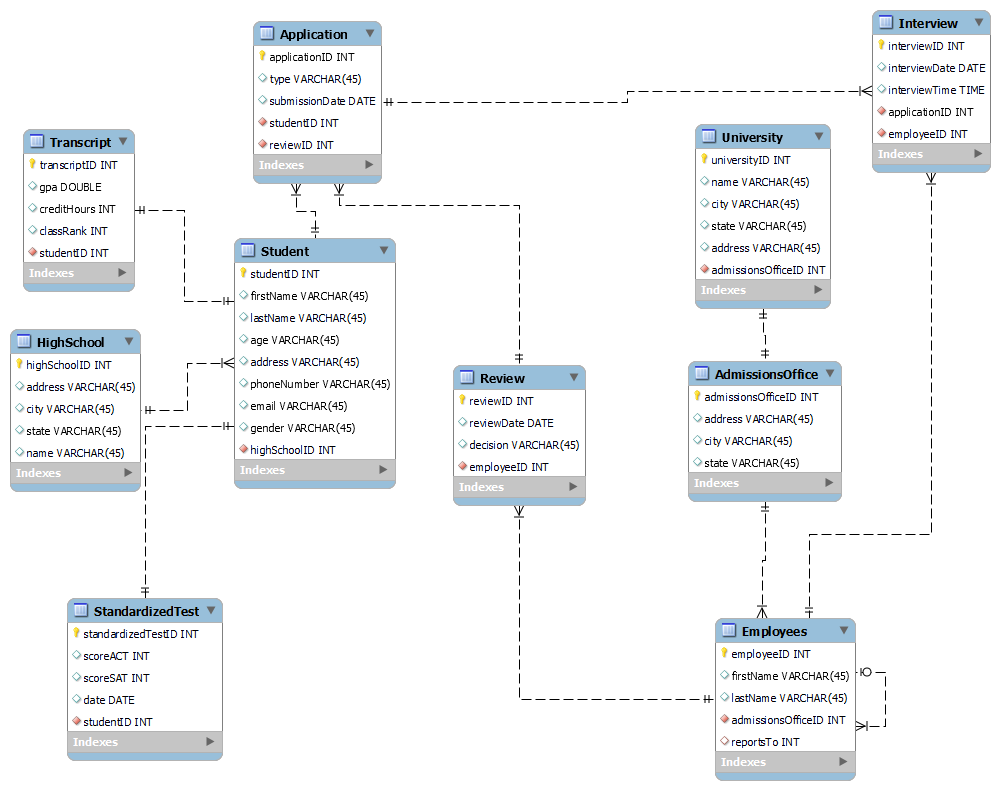 Application
applicationID INT
type VARCHAR(45)
submissionDate DATE
studentID INT
reviewID INT
Indexes
Interview
interviewID INT
interviewDate DATE
interviewTime TIME
applicationID INT
employeeID INT
Indexes
Transcript
transcriptID INT
gpa DOUBLE
creditHours INT
classRank INT
studentID INT
Indexes
University
universityID INT
name VARCHAR(45)
city VARCHAR(45)
state VARCHAR(45)
address VARCHAR(45)
admissionsOfficeID INT
Indexes
Student
studentID INT
firstName VARCHAR(45)
lastName VARCHAR(45)
age VARCHAR(45)
address VARCHAR(45)
phoneNumber VARCHAR(45)
email VARCHAR(45)
gender VARCHAR(45)
highSchoolID INT
Indexes
HighSchool
highSchoolID INT
address VARCHAR(45)
city VARCHAR(45)
state VARCHAR(45)
name VARCHAR(45)
Indexes
Review
reviewID INT
reviewDate DATE
decision VARCHAR(45)
employeeID INT
Indexes
AdmissionsOffice
admissionsOfficeID INT
address VARCHAR(45)
city VARCHAR(45)
state VARCHAR(45)
Indexes
StandardizedTest
standardizedTestID INT
scoreACT INT
scoreSAT INT
date DATE
studentID INT
Indexes
Employees
employeeID INT
firstName VARCHAR(45)
lastName VARCHAR(45)
admissionsOfficeID INT
reportsTo INT
Indexes